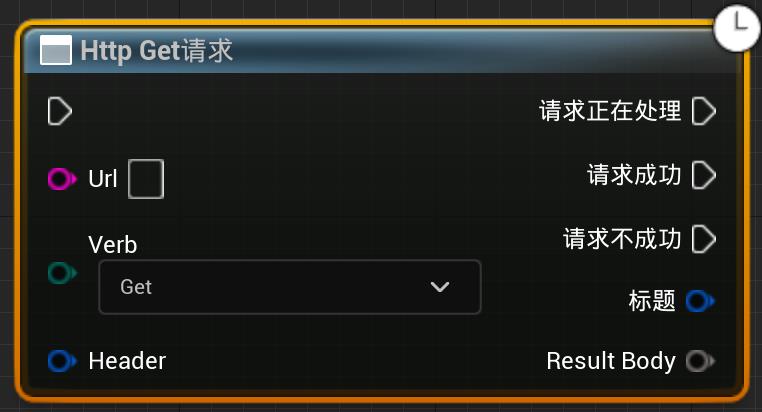 Http Get请求
请求正在处理
Url
请求成功
Verb
请求不成功
Get
标题
Header
Result Body